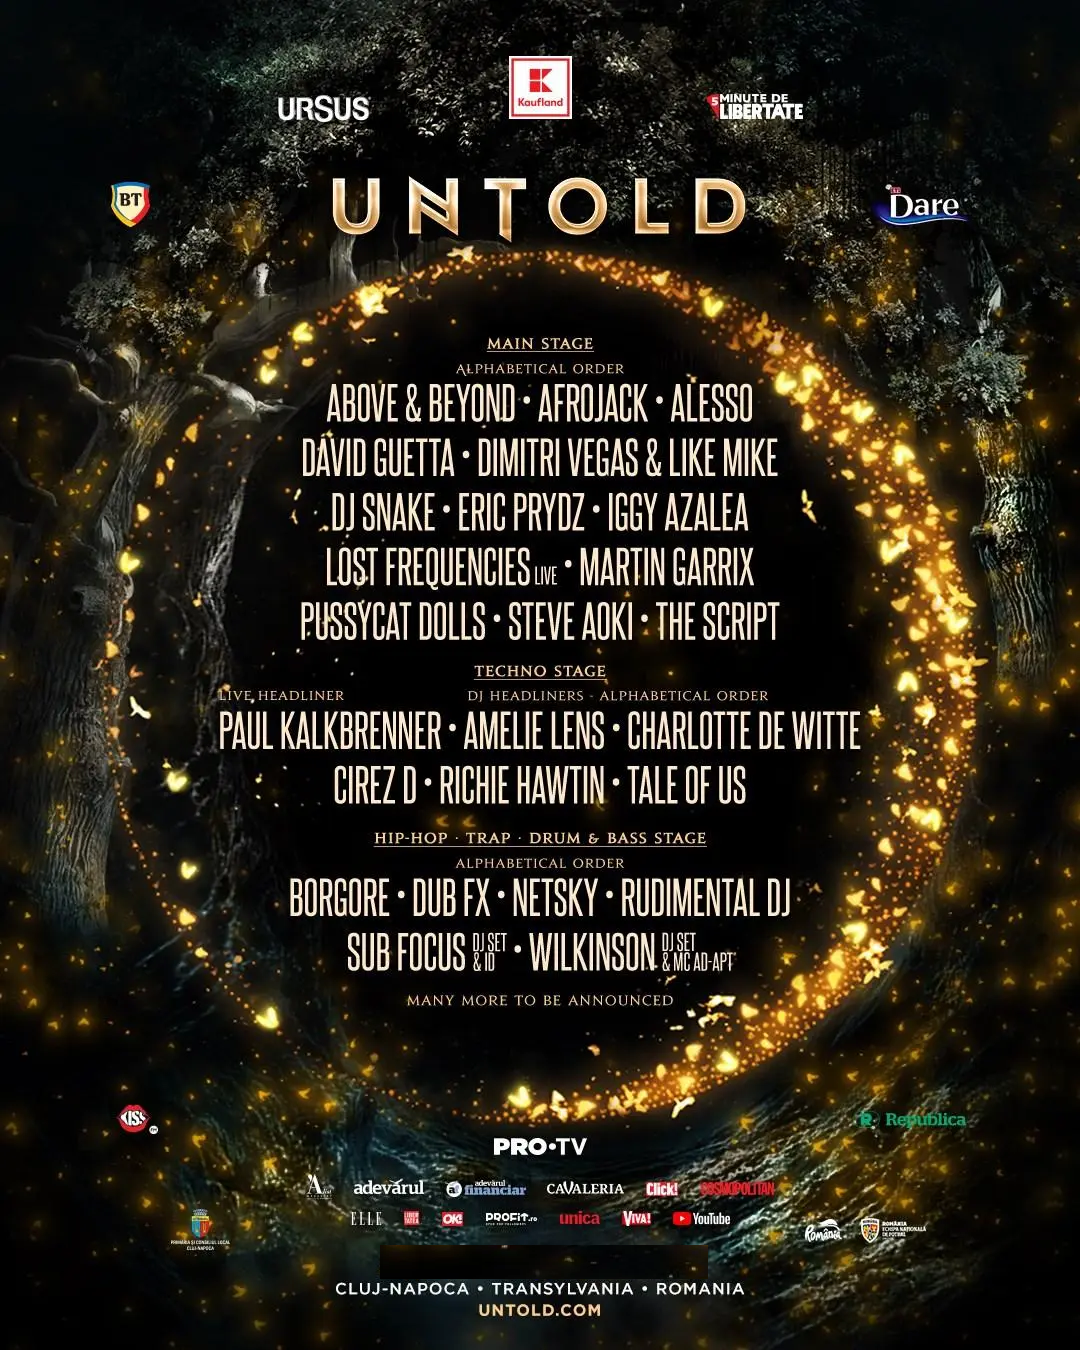 URSUS
K
Kaufland
5 MINUTE DE
LIBERTATE
BT
UNTOLD
Dare
MAIN STAGE
ALPHABETICAL ORDER
ABOVE & BEYOND • AFROJACK • ALESSO
DAVID GUETTA • DIMITRI VEGAS & LIKE MIKE
DJ SNAKE • ERIC PRYDZ • IGGY AZALEA
LOST FREQUENCIES LIVE • MARTIN GARRIX
PUSSYCAT DOLLS • STEVE AOKI • THE SCRIPT
TECHNO STAGE
LIVE HEADLINER
DJ HEADLINERS - ALPHABETICAL ORDER
PAUL KALKBRENNER • AMELIE LENS • CHARLOTTE DE WITTE
CIREZ D • RICHIE HAWTIN • TALE OF US
HIP-HOP · TRAP · DRUM & BASS STAGE
ALPHABETICAL ORDER
BORGORE • DUB FX • NETSKY • RUDIMENTAL DJ
SUB FOCUS DJ SET & ID • WILKINSON DJ SET & MC AD-APT
MANY MORE TO BE ANNOUNCED
KISS FM
R Republica
PRO•TV
adevărul
a adevărul financiar
CAVALERIA
Click!
COSMOPOLITAN
ELLE
LIBERTATEA
OK!
PROFIT.ro
unica
VIVA!
YouTube
PRIMĂRIA ȘI CONSILIUL LOCAL
CLUJ-NAPOCA
România
ROMÂNIA
ECHIPA NAȚIONALĂ
DE FOTBAL
CLUJ-NAPOCA • TRANSYLVANIA • ROMANIA
UNTOLD.COM